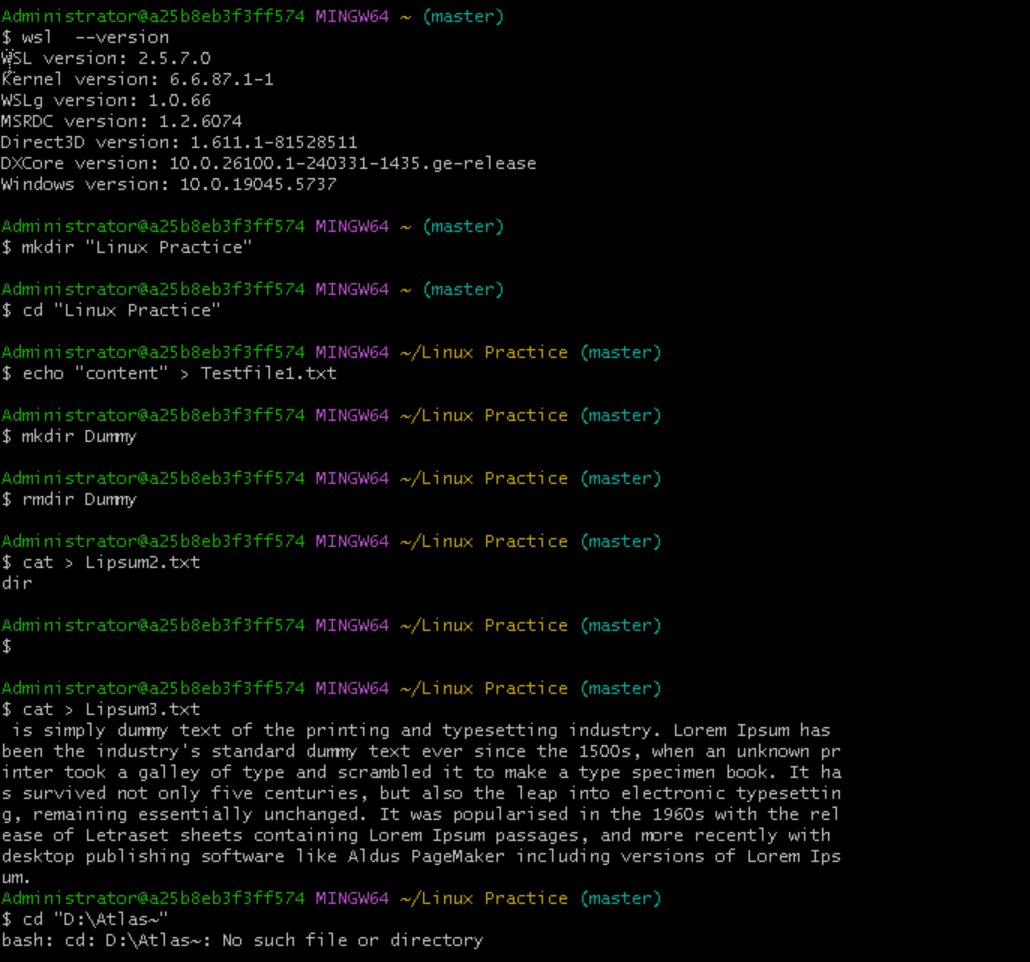 Administrator@a25b8eb3f3ff574 MINGW64 ~ (master)
$ wsl  --version
WSL version: 2.5.7.0
Kernel version: 6.6.87.1-1
WSLg version: 1.0.66
MSRDC version: 1.2.6074
Direct3D version: 1.611.1-81528511
DXCore version: 10.0.26100.1-240331-1435.ge-release
Windows version: 10.0.19045.5737
Administrator@a25b8eb3f3ff574 MINGW64 ~ (master)
$ mkdir "Linux Practice"
Administrator@a25b8eb3f3ff574 MINGW64 ~ (master)
$ cd "Linux Practice"
Administrator@a25b8eb3f3ff574 MINGW64 ~/Linux Practice (master)
$ echo "content" > Testfile1.txt
Administrator@a25b8eb3f3ff574 MINGW64 ~/Linux Practice (master)
$ mkdir Dummy
Administrator@a25b8eb3f3ff574 MINGW64 ~/Linux Practice (master)
$ rmdir Dummy
Administrator@a25b8eb3f3ff574 MINGW64 ~/Linux Practice (master)
$ cat > Lipsum2.txt
dir
Administrator@a25b8eb3f3ff574 MINGW64 ~/Linux Practice (master)
$
Administrator@a25b8eb3f3ff574 MINGW64 ~/Linux Practice (master)
$ cat > Lipsum3.txt
 is simply dummy text of the printing and typesetting industry. Lorem Ipsum has
been the industry's standard dummy text ever since the 1500s, when an unknown pr
inter took a galley of type and scrambled it to make a type specimen book. It ha
s survived not only five centuries, but also the leap into electronic typesettin
g, remaining essentially unchanged. It was popularised in the 1960s with the rel
ease of Letraset sheets containing Lorem Ipsum passages, and more recently with
desktop publishing software like Aldus PageMaker including versions of Lorem Ips
um.
Administrator@a25b8eb3f3ff574 MINGW64 ~/Linux Practice (master)
$ cd "D:\Atlas~"
bash: cd: D:\Atlas~: No such file or directory